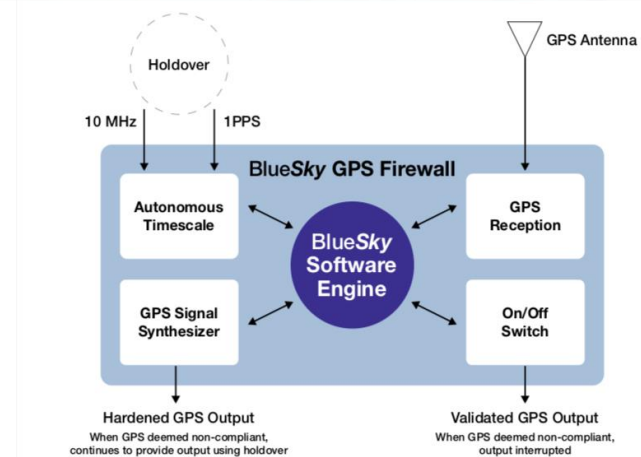 Holdover
GPS Antenna
10 MHz
1PPS
BlueSky GPS Firewall
Autonomous
Timescale
GPS
Reception
BlueSky
Software
Engine
GPS Signal
Synthesizer
On/Off
Switch
Hardened GPS Output
When GPS deemed non-compliant,
continues to provide output using holdover
Validated GPS Output
When GPS deemed non-compliant,
output interrupted